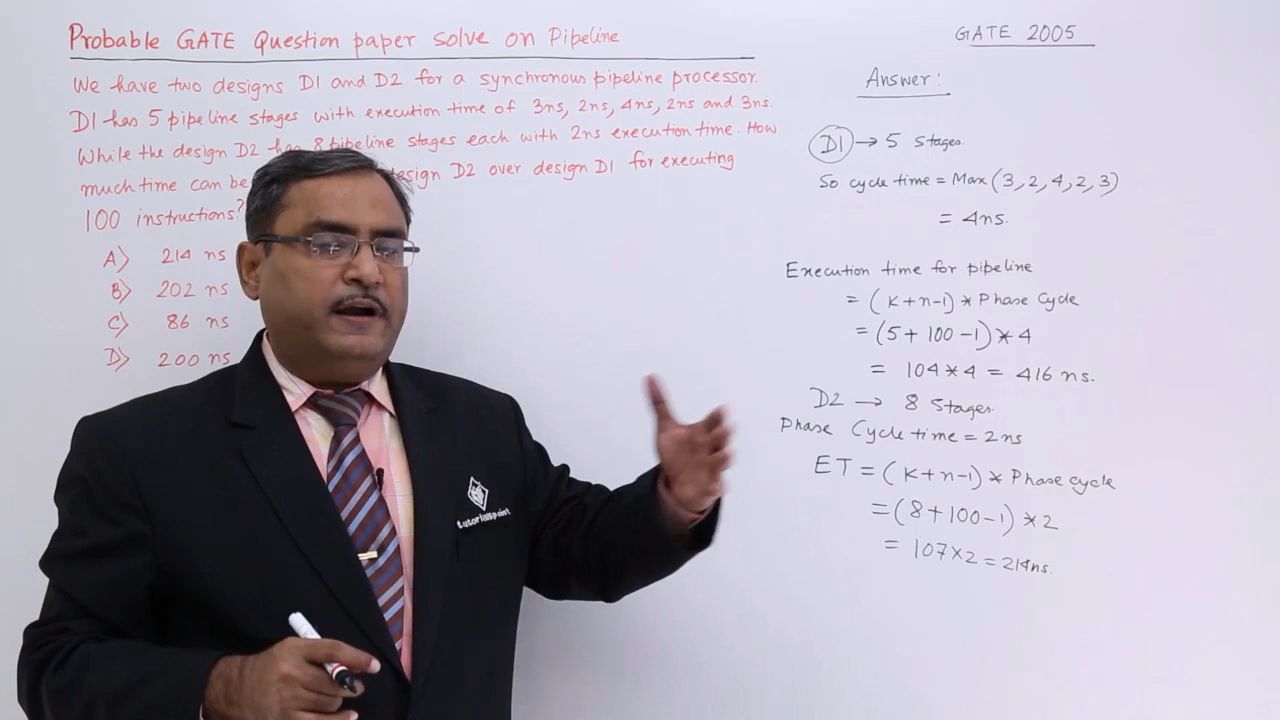 Probable GATE Question paper solve on Pipeline
We have two designs D1 and D2 for a synchronous pipeline processor.
D1 has 5 pipeline stages with execution time of 3ns, 2ns, 4ns, 2ns and 3ns.
While the design D2 has 8 pipeline stages each with 2ns execution time. How
much time can be design D2 over design D1 for executing
100 instructions?
A) 214 ns
B) 202 ns
C) 86 ns
D) 200 ns
GATE 2005
Answer:
D1 → 5 Stages.
So cycle time = Max (3, 2, 4, 2, 3)
= 4ns.
Execution time for pipeline
= (k+n-1) * Phase Cycle
= (5 + 100 - 1) * 4
= 104 * 4 = 416 ns.
D2 → 8 Stages.
Phase Cycle time = 2ns
ET = (k+n-1) * Phase cycle
= (8 + 100 - 1) * 2
= 107 × 2 = 214ns.
tutorialspoint